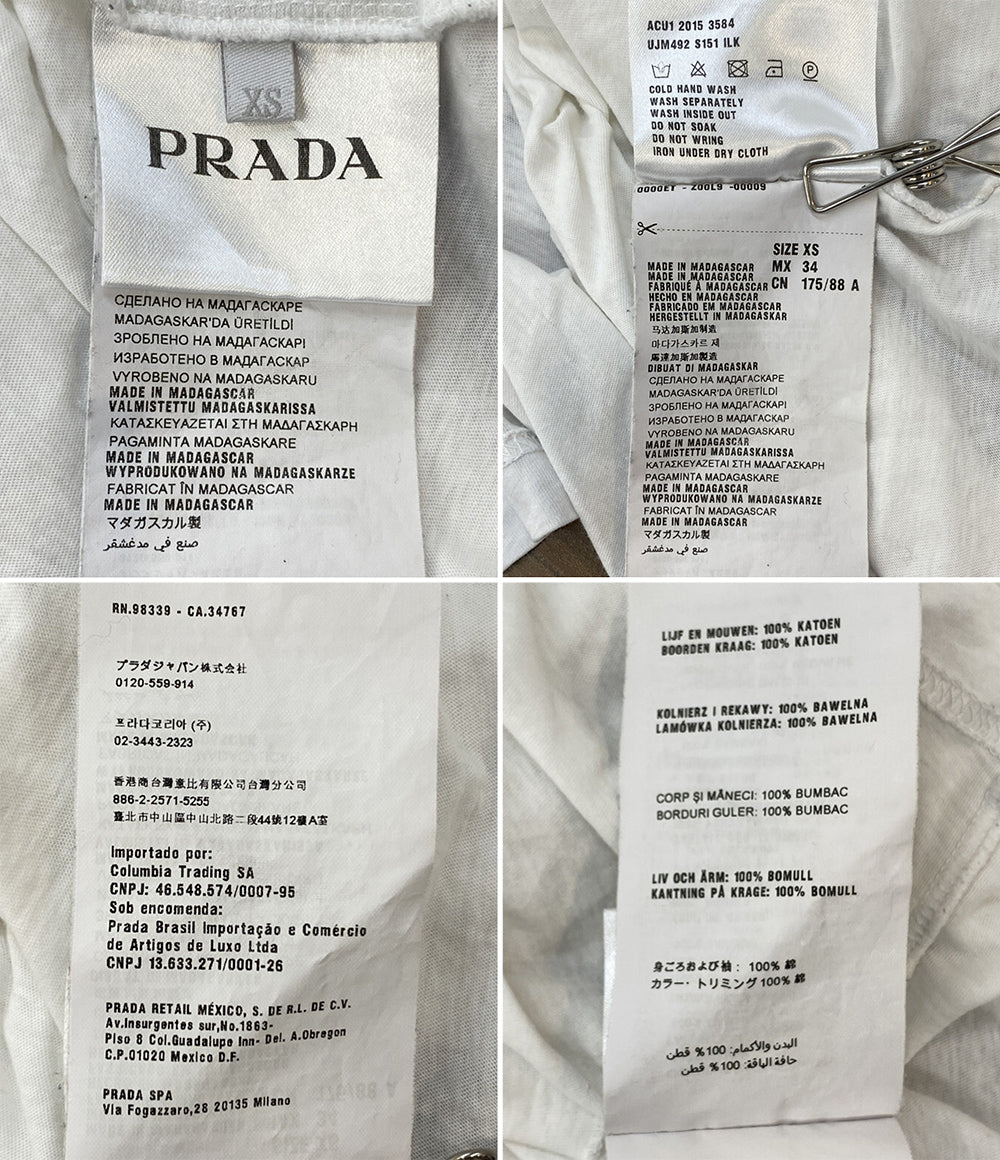 XS
PRADA
СДЕЛАНО НА МАДАГАСКАРЕ
MADAGASKAR'DA ÜRETİLDİ
ЗРОБЛЕНО НА МАДАГАСКАРІ
ИЗРАБОТЕНО В МАДАГАСКАР
VYROBENO NA MADAGASKARU
MADE IN MADAGASCAR
VALMISTETTU MADAGASKARISSA
ΚΑΤΑΣΚΕΥΑΖΕΤΑΙ ΣΤΗ ΜΑΔΑΓΑΣΚΑΡΗ
PAGAMINTA MADAGASKARE
MADE IN MADAGASCAR
WYPRODUKOWANO NA MADAGASKARZE
FABRICAT ÎN MADAGASCAR
MADE IN MADAGASCAR
マダガスカル製
صنع في مدغشقر
ACU1 2015 3584
UJM492 S151 ILK
COLD HAND WASH
WASH SEPARATELY
WASH INSIDE OUT
DO NOT SOAK
DO NOT WRING
IRON UNDER DRY CLOTH
- 200L9 -00009
SIZE XS
MX 34
CN 175/88 A
MADE IN MADAGASCAR
MADE IN MADAGASCAR
FABRIQUÉ À MADAGASCAR
HECHO EN MADAGASCAR
FABRICADO EM MADAGASCAR
HERGESTELLT IN MADAGASKAR
马达加斯加制造
마다가스카르 제
馬達加斯加製造
DIBUAT DI MADAGASKAR
СДЕЛАНО НА МАДАГАСКАРЕ
MADAGASKAR'DA ÜRETİLDİ
ЗРОБЛЕНО НА МАДАГАСКАРІ
ИЗРАБОТЕНО В МАДАГАСКАР
VYROBENO NA MADAGASKARU
MADE IN MADAGASCAR
VALMISTETTU MADAGASKARISSA
ΚΑΤΑΣΚΕΥΑΖΕΤΑΙ ΣΤΗ ΜΑΔΑΓΑΣΚΑΡΗ
PAGAMINTA MADAGASKARE
MADE IN MADAGASCAR
WYPRODUKOWANO NA MADAGASKARZE
FABRICAT ÎN MADAGASCAR
MADE IN MADAGASCAR
マダガスカル製
صنع في مدغشقر
RN.98339 - CA.34767
プラダジャパン株式会社
0120-559-914
프라다코리아 (주)
02-3443-2323
香港商台灣意比有限公司台灣分公司
886-2-2571-5255
臺北市中山區中山北路二段44號12樓A室
Importado por:
Columbia Trading SA
CNPJ: 46.548.574/0007-95
Sob encomenda:
Prada Brasil Importação e Comércio
de Artigos de Luxo Ltda
CNPJ 13.633.271/0001-26
PRADA RETAIL MÉXICO, S. DE R.L. DE C.V.
Av.Insurgentes sur,No.1863-
Piso 8 Col.Guadalupe Inn- Del. A.Obregon
C.P.01020 Mexico D.F.
PRADA SPA
Via Fogazzaro,28 20135 Milano
LIJF EN MOUWEN: 100% KATOEN
BOORDEN KRAAG: 100% KATOEN
KOLNIERZ I REKAWY: 100% BAWELNA
LAMÓWKA KOLNIERZA: 100% BAWELNA
CORP ȘI MÂNECI: 100% BUMBAC
BORDURI GULER: 100% BUMBAC
LIV OCH ÄRM: 100% BOMULL
KANTNING PÅ KRAGE: 100% BOMULL
身ごろおよび袖： 100% 綿
カラー・トリミング 100% 綿
البدن والأكمام: 100% قطن
حافة الياقة: 100% قطن